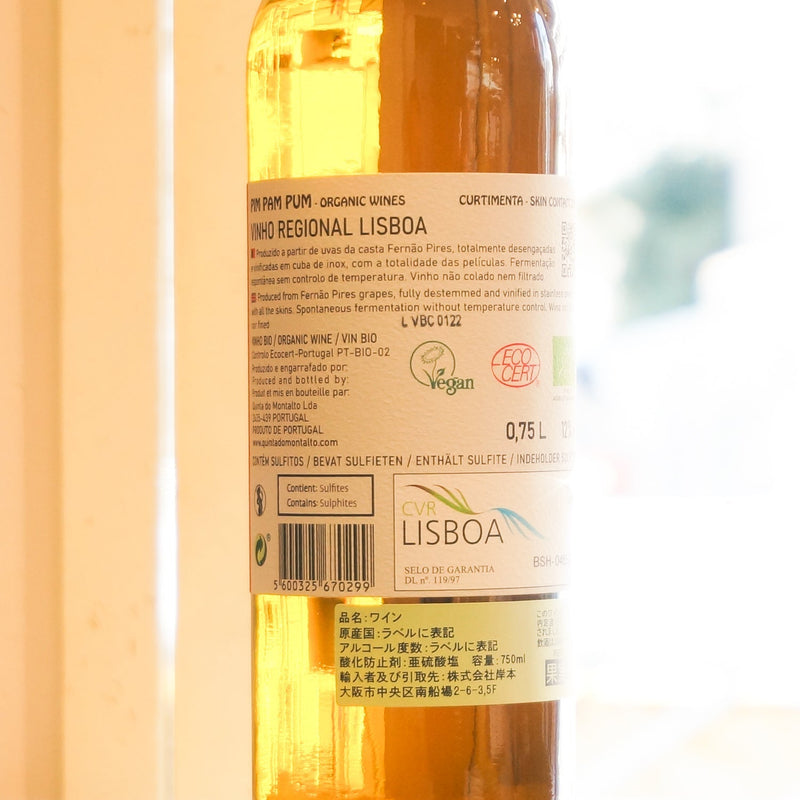 PIM PAM PUM - ORGANIC WINES CURTIMENTA - SKIN CONTACT
VINHO REGIONAL LISBOA
Produzido a partir de uvas da casta Fernão Pires, totalmente desengaçadas
e vinificadas em cuba de inox, com a totalidade das películas. Fermentação
espontânea sem controlo de temperatura. Vinho não colado nem filtrado
Produced from Fernão Pires grapes, fully destemmed and vinified in stainless
with all the skins. Spontaneous fermentation without temperature control. Wine
or fined
L VBC 0122
VINHO BIO / ORGANIC WINE / VIN BIO
Controlo Ecocert-Portugal PT-BIO-02
Produzido e engarrafado por:
Produced and bottled by:
Produit et mis en bouteille par:
Quinta do Montalto Lda
PORTUGAL
PRODUTO DE PORTUGAL
www.quintadomontalto.com
Vegan
ECO
CERT
0,75 L
CONTÉM SULFITOS / BEVAT SULFIETEN / ENTHÄLT SULFITE / INDEHOLDER
Contient: Sulfites
Contains: Sulphites
CVR
LISBOA
SELO DE GARANTIA
DL nº. 119/97
5 600325 670299
品名:ワイン
原産国:ラベルに表記
アルコール度数:ラベルに表記
酸化防止剤:亜硫酸塩 容量:750ml
輸入者及び引取先:株式会社岸本
大阪市中央区南船場2-6-3,5F